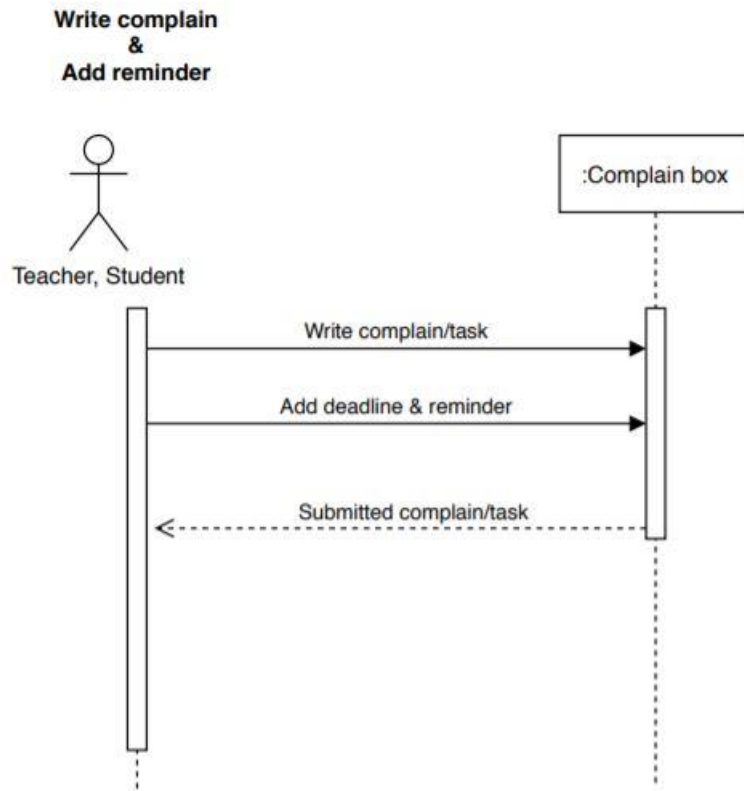 Write complain
&
Add reminder
:Complain box
Teacher, Student
Write complain/task
Add deadline & reminder
Submitted complain/task